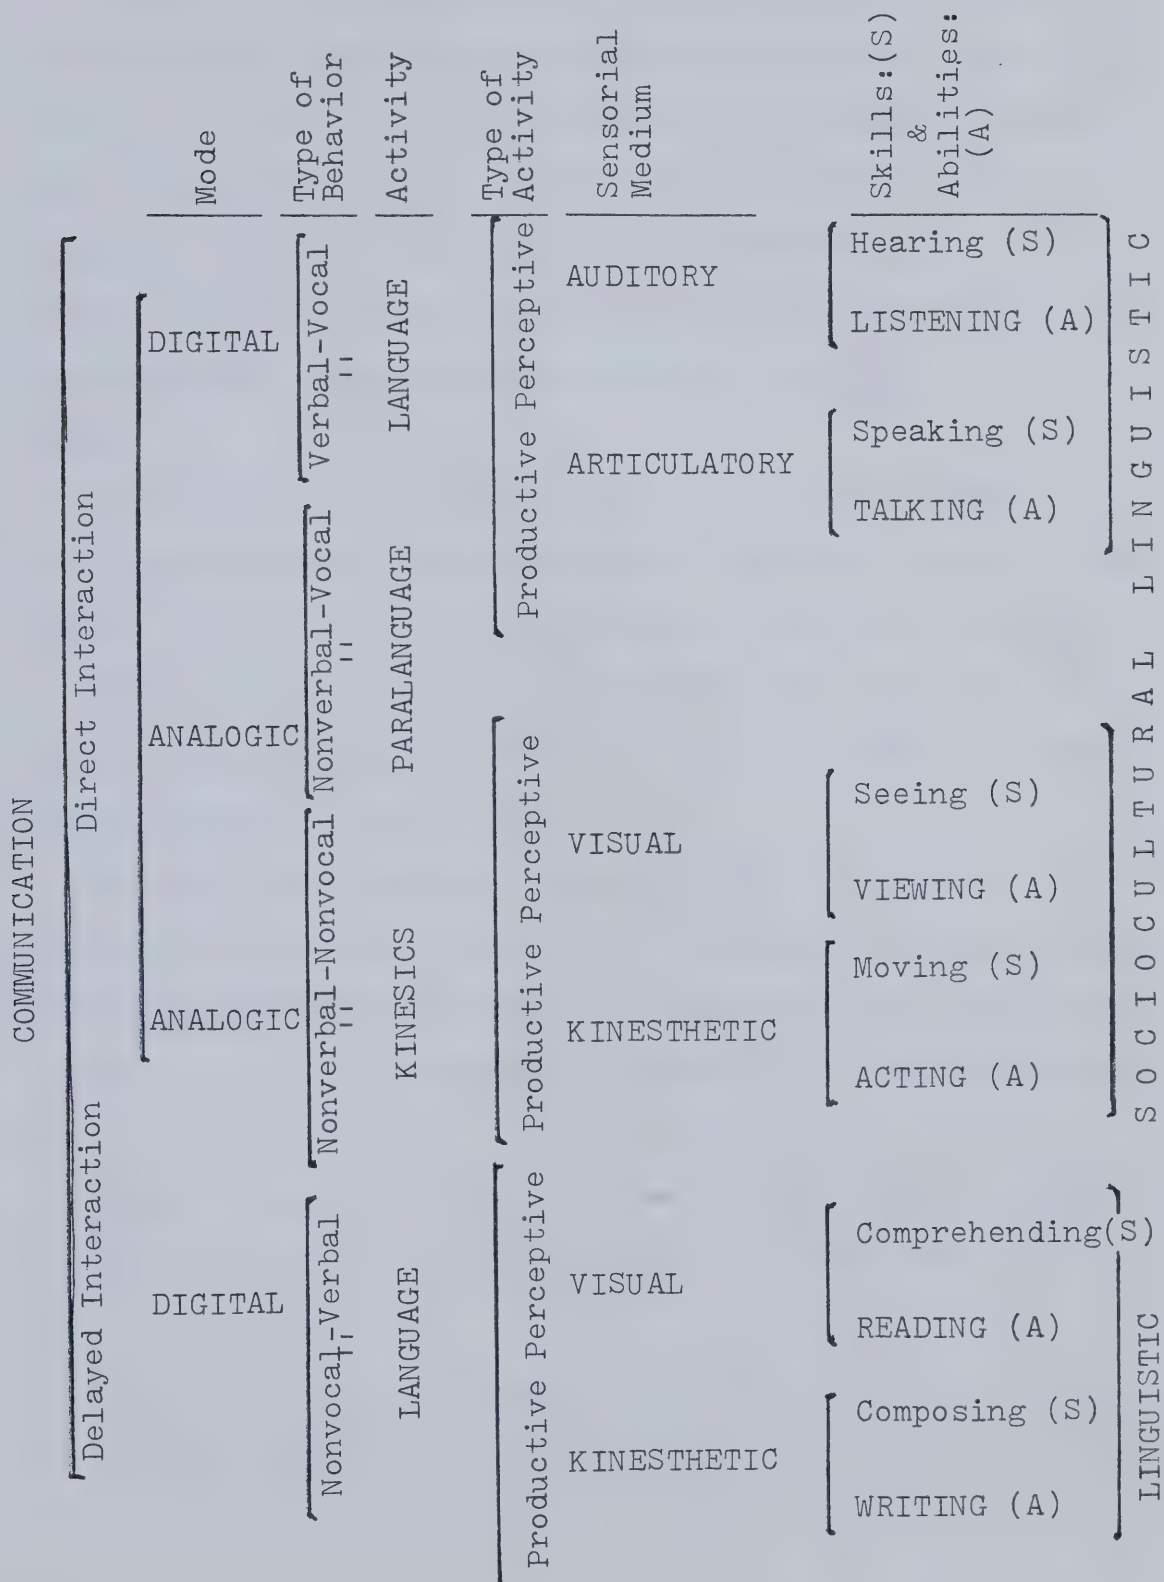 COMMUNICATION
Direct Interaction
Delayed Interaction
Mode
DIGITAL
ANALOGIC
ANALOGIC
DIGITAL
Type of
Behavior
Verbal-Vocal
Nonverbal-Vocal
Nonverbal-Nonvocal
Nonvocal-Verbal
Activity
LANGUAGE
PARALANGUAGE
KINESICS
LANGUAGE
Type of
Activity
Productive Perceptive
Productive Perceptive
Productive Perceptive
Sensorial
Medium
AUDITORY
ARTICULATORY
VISUAL
KINESTHETIC
VISUAL
KINESTHETIC
Skills:(S)
&
Abilities:
(A)
Hearing (S)
LISTENING (A)
Speaking (S)
TALKING (A)
Seeing (S)
VIEWING (A)
Moving (S)
ACTING (A)
Comprehending(S)
READING (A)
Composing (S)
WRITING (A)
SOCIOCULTURAL LINGUISTIC
LINGUISTIC